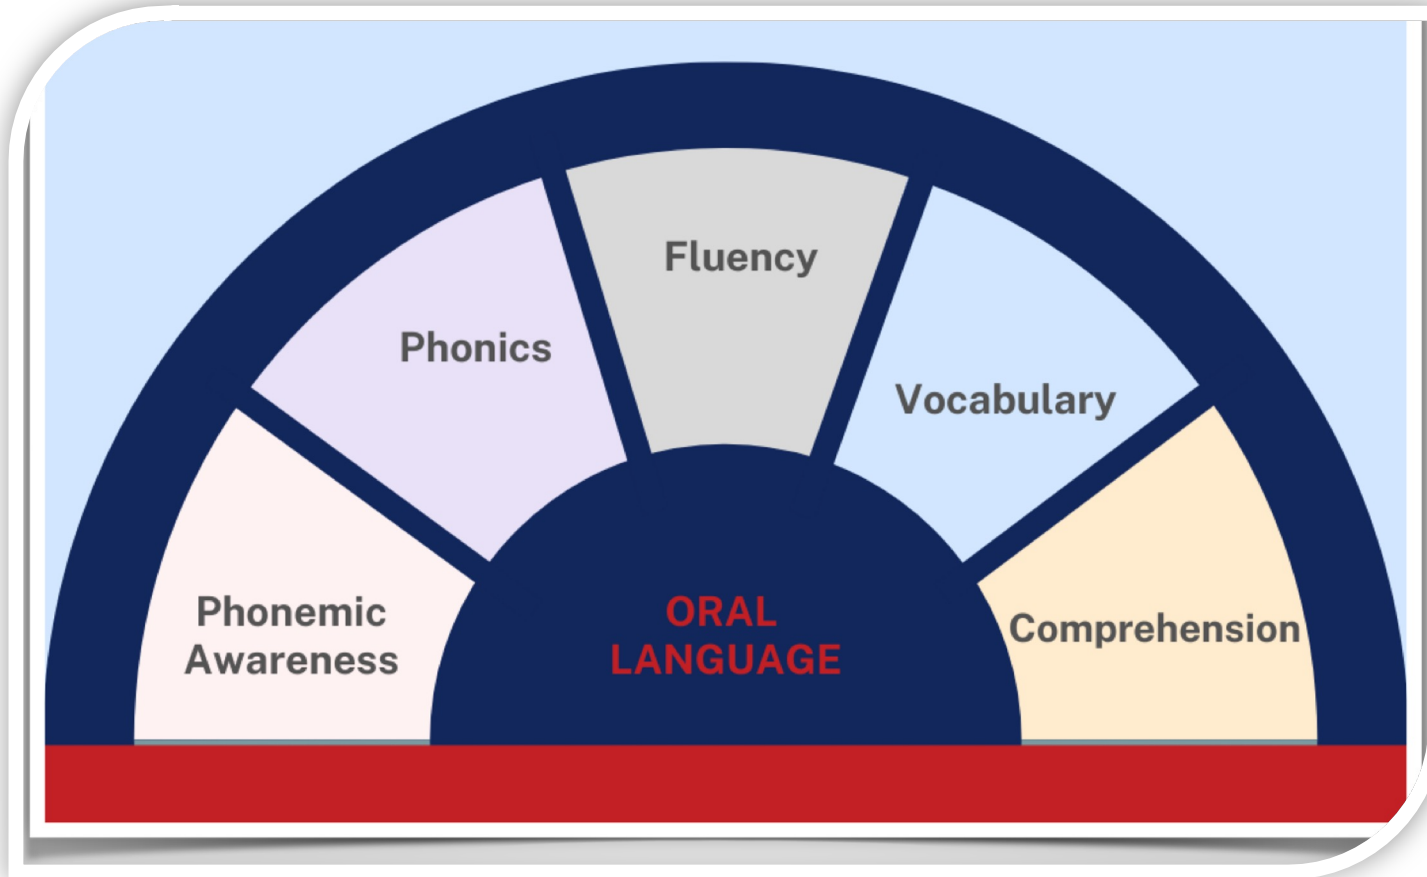 Phonemic
Awareness
Phonics
Fluency
Vocabulary
Comprehension
ORAL
LANGUAGE